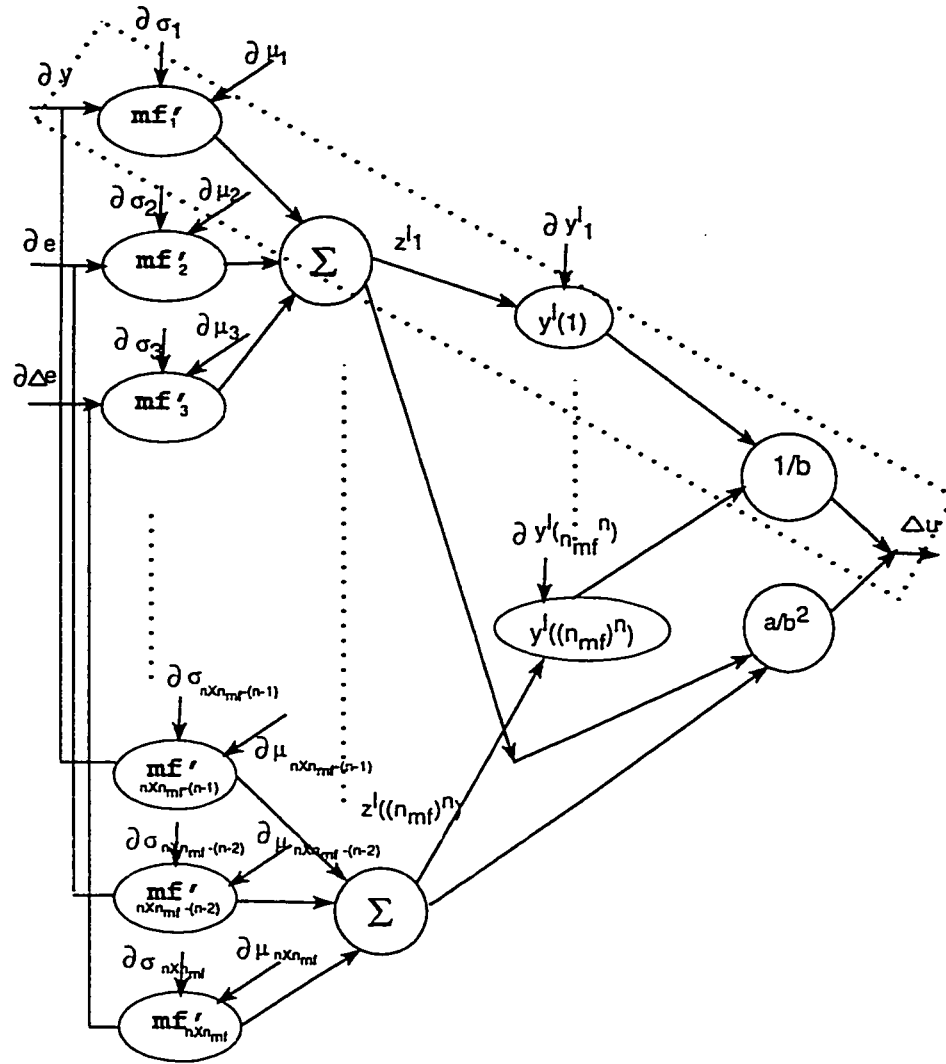 ∂σ₁
∂μ₁
∂y
mf′₁
∂σ₂
∂μ₂
∂e
mf′₂
∂σ₃
∂μ₃
∂Δe
mf′₃
Σ
z^l1
∂y^l1
y^l(1)
1/b
Δu
∂y^l(n_mf^n)
y^l((n_mf)^n)
a/b²
∂σ_nXn_mf-(n-1)
∂μ_nXn_mf-(n-1)
mf′
nXn_mf-(n-1)
z^l((n_mf)^n)
∂σ_nXn_mf-(n-2)
∂μ_nXn_mf-(n-2)
mf′
nXn_mf-(n-2)
Σ
∂σ_nXn_mf
∂μ_nXn_mf
mf′_nXn_mf